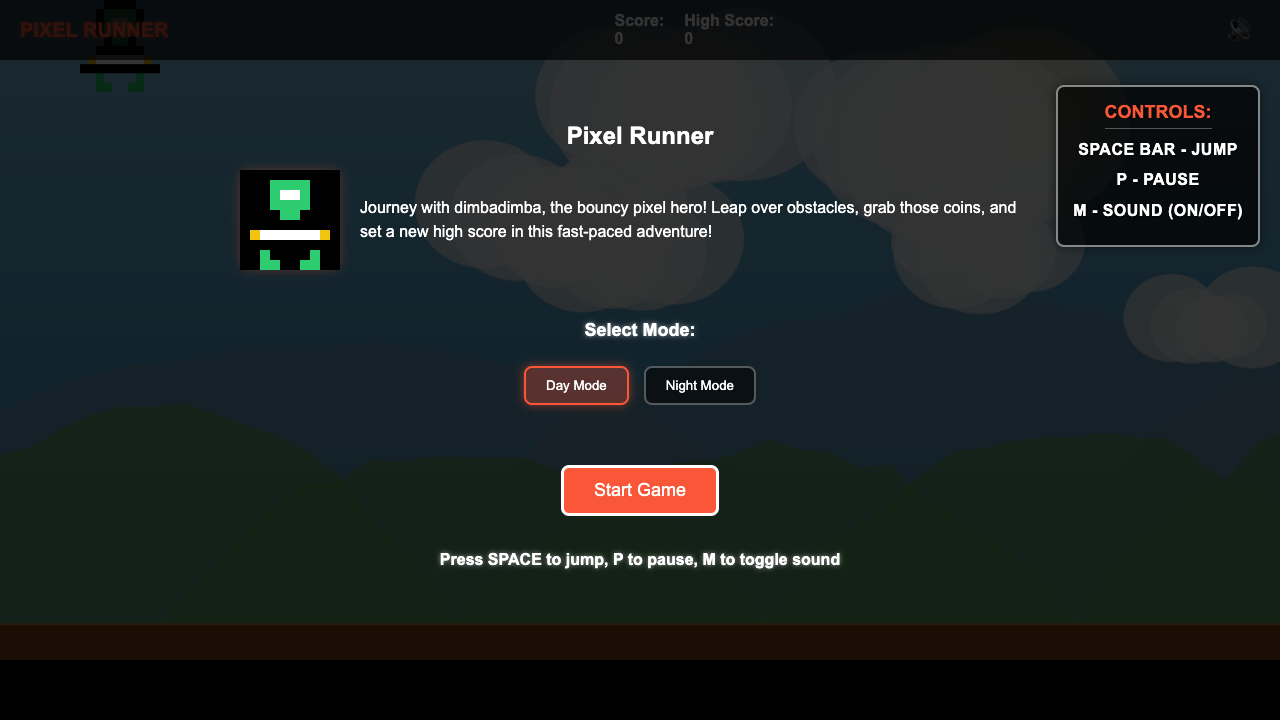 PIXEL RUNNER
Score:
0
High Score:
0
CONTROLS:
SPACE BAR - JUMP
P - PAUSE
M - SOUND (ON/OFF)
Pixel Runner
Journey with dimbadimba, the bouncy pixel hero! Leap over obstacles, grab those coins, and
set a new high score in this fast-paced adventure!
Select Mode:
Day Mode
Night Mode
Start Game
Press SPACE to jump, P to pause, M to toggle sound